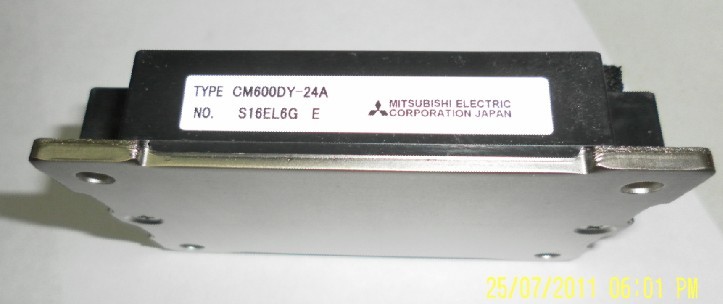 TYPE CM600DY-24A
NO. S16EL6G E
MITSUBISHI ELECTRIC
CORPORATION JAPAN
25/07/2011 06:01 PM